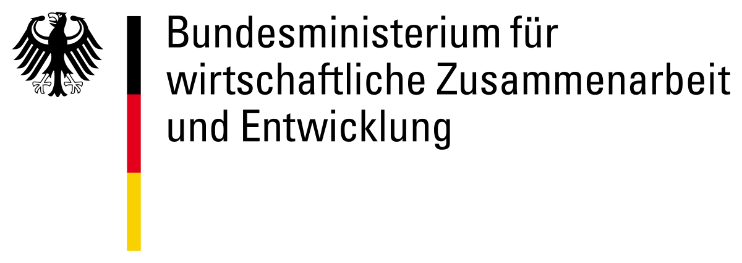 Bundesministerium für
wirtschaftliche Zusammenarbeit
und Entwicklung